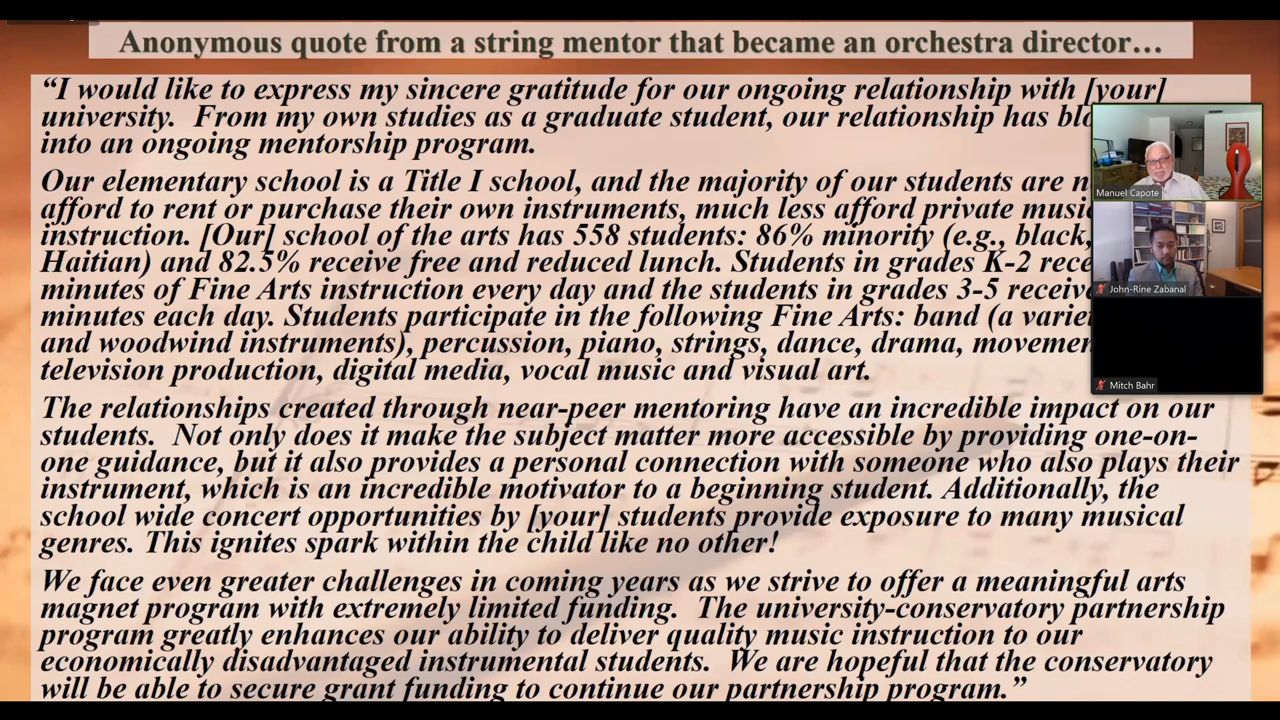 Anonymous quote from a string mentor that became an orchestra director…
“I would like to express my sincere gratitude for our ongoing relationship with [your]
university.  From my own studies as a graduate student, our relationship has
into an ongoing mentorship program.
Our elementary school is a Title I school, and the majority of our students are
afford to rent or purchase their own instruments, much less afford private
instruction. [Our] school of the arts has 558 students: 86% minority (e.g., black,
Haitian) and 82.5% receive free and reduced lunch. Students in grades K-2
minutes of Fine Arts instruction every day and the students in grades 3-5
minutes each day. Students participate in the following Fine Arts: band (a
and woodwind instruments), percussion, piano, strings, dance, drama,
television production, digital media, vocal music and visual art.
The relationships created through near-peer mentoring have an incredible impact on our
students.  Not only does it make the subject matter more accessible by providing one-on-
one guidance, but it also provides a personal connection with someone who also plays their
instrument, which is an incredible motivator to a beginning student. Additionally, the
school wide concert opportunities by [your] students provide exposure to many musical
genres. This ignites spark within the child like no other!
We face even greater challenges in coming years as we strive to offer a meaningful arts
magnet program with extremely limited funding.  The university-conservatory partnership
program greatly enhances our ability to deliver quality music instruction to our
economically disadvantaged instrumental students.  We are hopeful that the conservatory
will be able to secure grant funding to continue our partnership program.”
Manuel Capote
John-Rine Zabanal
Mitch Bahr